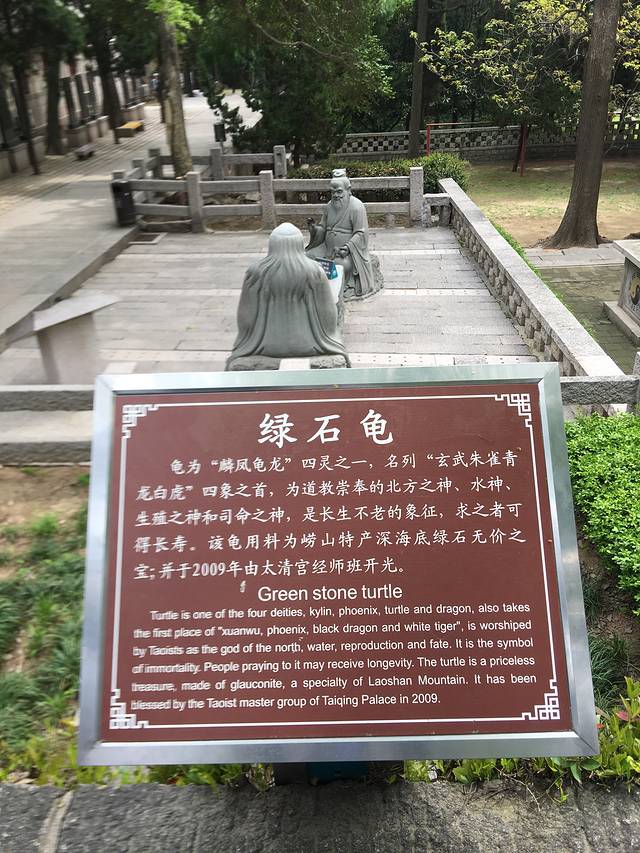 绿石龟
龟为“麟凤龟龙”四灵之一，名列“玄武朱雀青
龙白虎”四象之首，为道教崇奉的北方之神、水神、
生殖之神和司命之神，是长生不老的象征，求之者可
得长寿。该龟用料为崂山特产深海底绿石无价之
宝；并于2009年由太清宫经师班开光。
Green stone turtle
Turtle is one of the four deities, kylin, phoenix, turtle and dragon, also takes
the first place of "xuanwu, phoenix, black dragon and white tiger", is worshiped
by Taoists as the god of the north, water, reproduction and fate. It is the symbol
of immortality. People praying to it may receive longevity. The turtle is a priceless
treasure, made of glauconite, a specialty of Laoshan Mountain. It has been
blessed by the Taoist master group of Taiqing Palace in 2009.